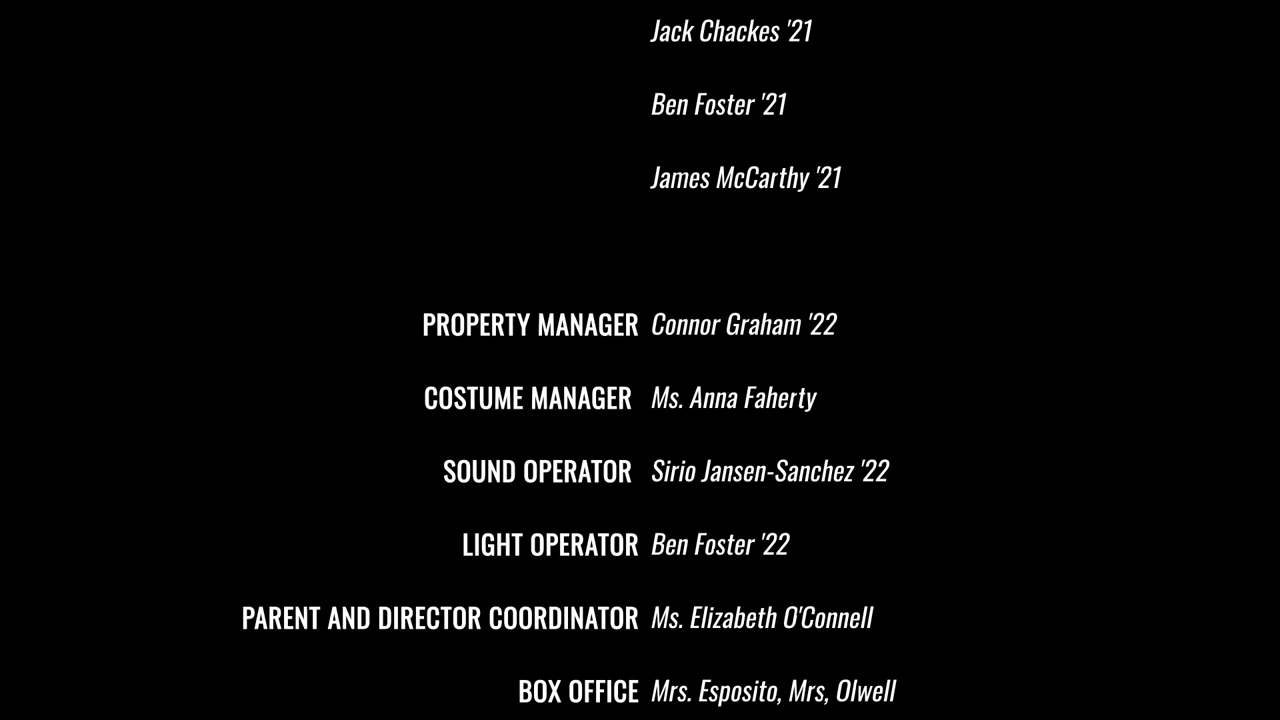 Jack Chackes '21
Ben Foster '21
James McCarthy '21
PROPERTY MANAGER Connor Graham '22
COSTUME MANAGER Ms. Anna Faherty
SOUND OPERATOR Sirio Jansen-Sanchez '22
LIGHT OPERATOR Ben Foster '22
PARENT AND DIRECTOR COORDINATOR Ms. Elizabeth O'Connell
BOX OFFICE Mrs. Esposito, Mrs, Olwell